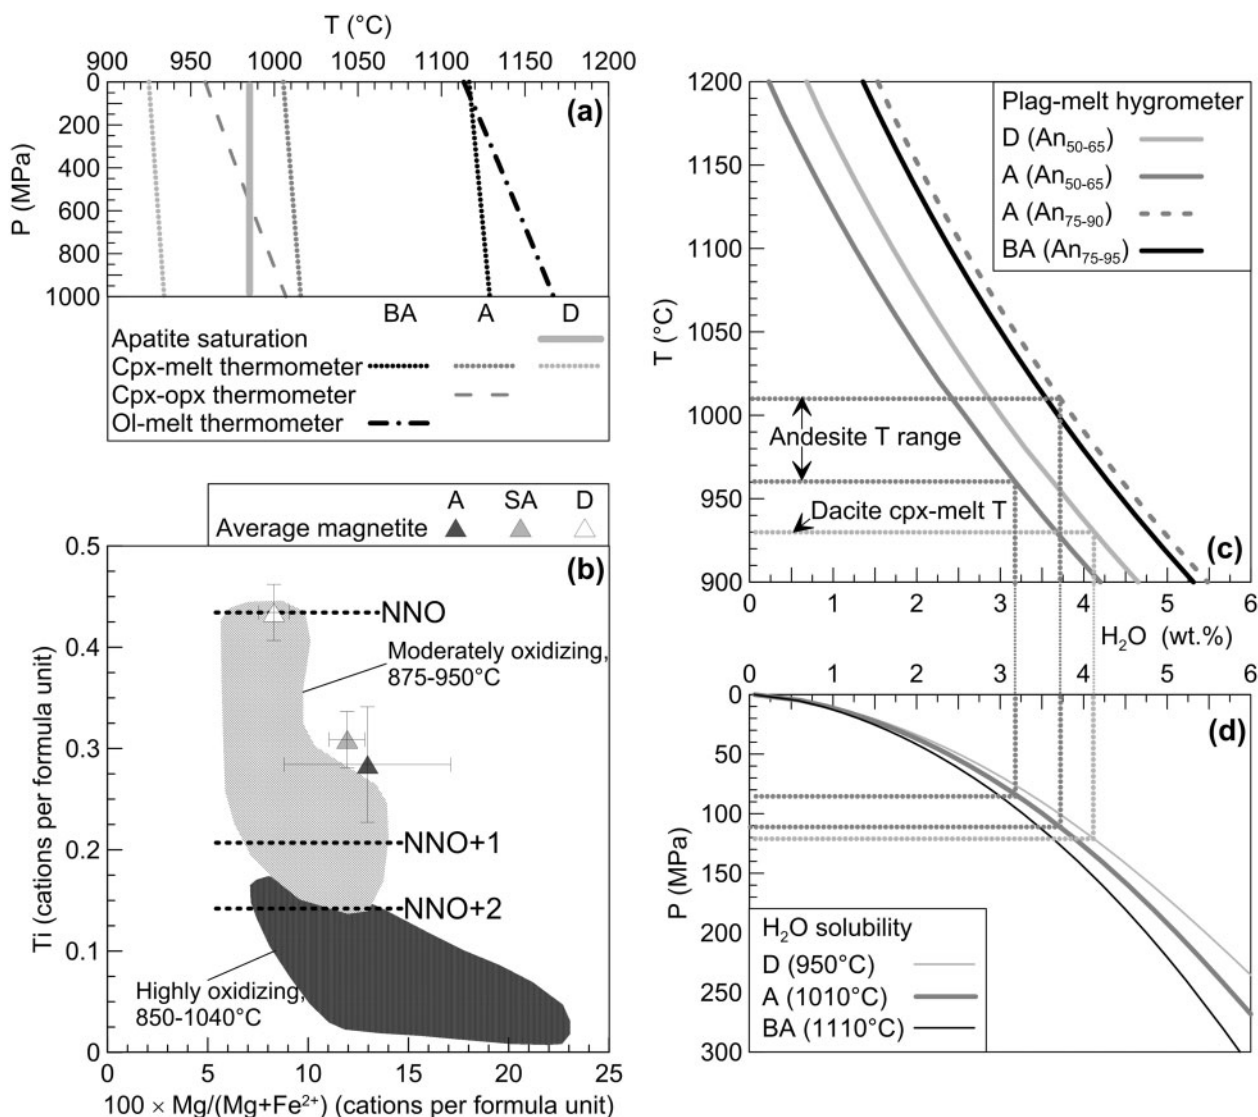 T (°C)
900 950 1000 1050 1100 1150 1200
0
200
400
600
800
1000
P (MPa)
(a)
BA A D
Apatite saturation
Cpx-melt thermometer
Cpx-opx thermometer
Ol-melt thermometer
A SA D
Average magnetite
0.5
0.4
0.3
0.2
0.1
0
Ti (cations per formula unit)
(b)
NNO
Moderately oxidizing,
875-950°C
NNO+1
NNO+2
Highly oxidizing,
850-1040°C
0 5 10 15 20 25
100 × Mg/(Mg+Fe²⁺) (cations per formula unit)
1200
1150
1100
1050
1000
950
900
T (°C)
Plag-melt hygrometer
D (An₅₀₋₆₅)
A (An₅₀₋₆₅)
A (An₇₅₋₉₀)
BA (An₇₅₋₉₅)
Andesite T range
Dacite cpx-melt T
(c)
0 1 2 3 4 5 6
H₂O (wt.%)
0 1 2 3 4 5 6
0
50
100
150
200
250
300
P (MPa)
(d)
H₂O solubility
D (950°C)
A (1010°C)
BA (1110°C)